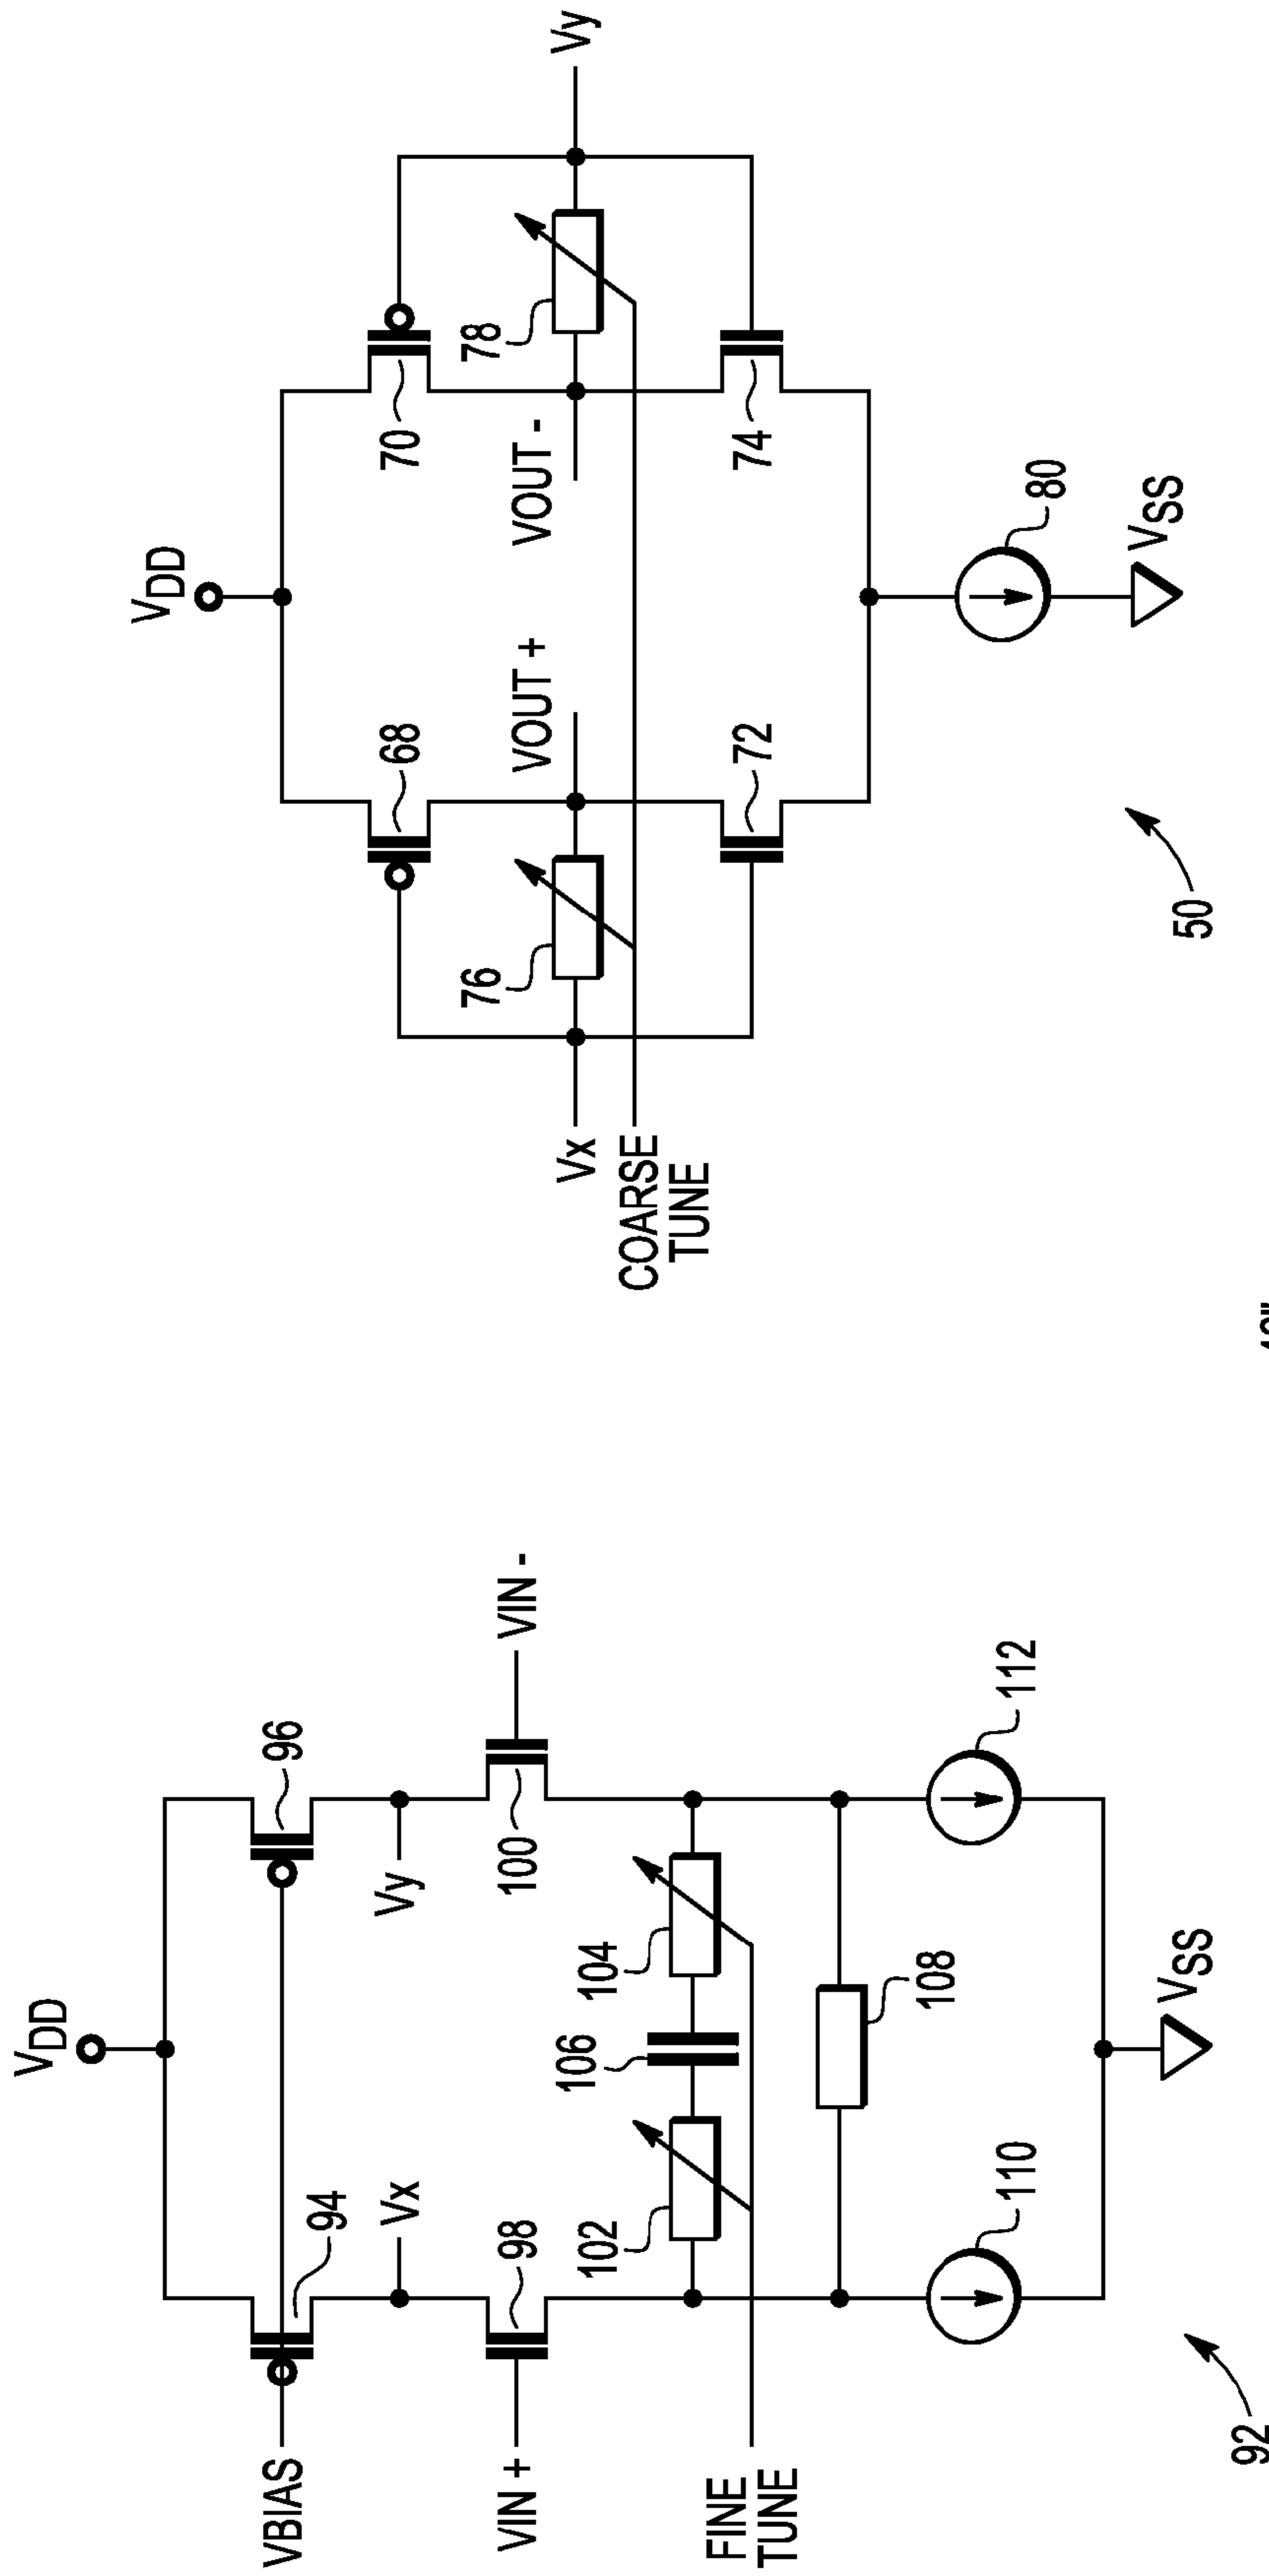 VDD
VBIAS
94
96
Vx
Vy
VIN +
98
100
VIN -
102
106
104
FINE
TUNE
108
110
112
VSS
92
VDD
68
70
VOUT +
VOUT -
76
78
Vx
Vy
COARSE
TUNE
72
74
80
VSS
50